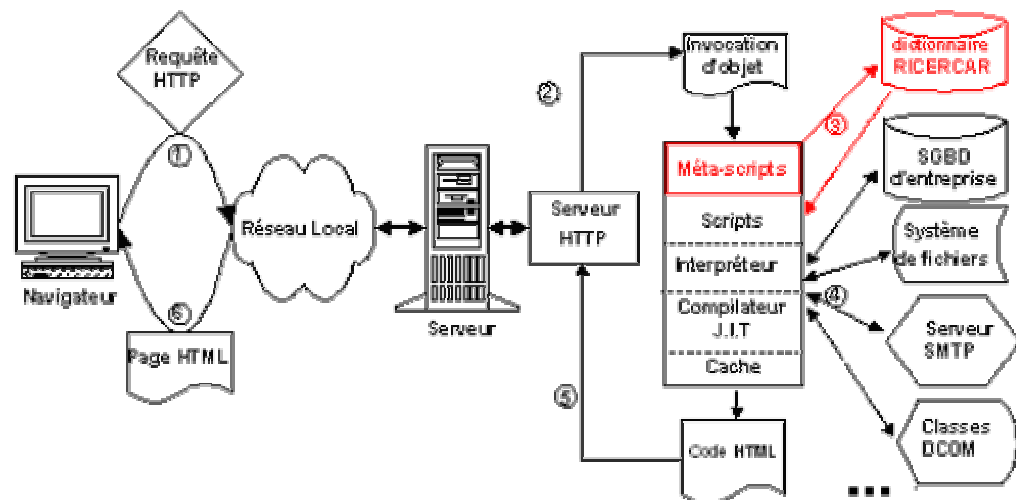 Requête
HTTP
①
Navigateur
⑥
Page HTML
Réseau Local
Serveur
②
Serveur
HTTP
⑤
Invocation
d'objet
Méta-scripts
Scripts
Interpréteur
Compilateur
J.I.T
Cache
Code HTML
③
dictionnaire
RICERCAR
SGBD
d'entreprise
Système
de fichiers
④
Serveur
SMTP
Classes
DCOM
...